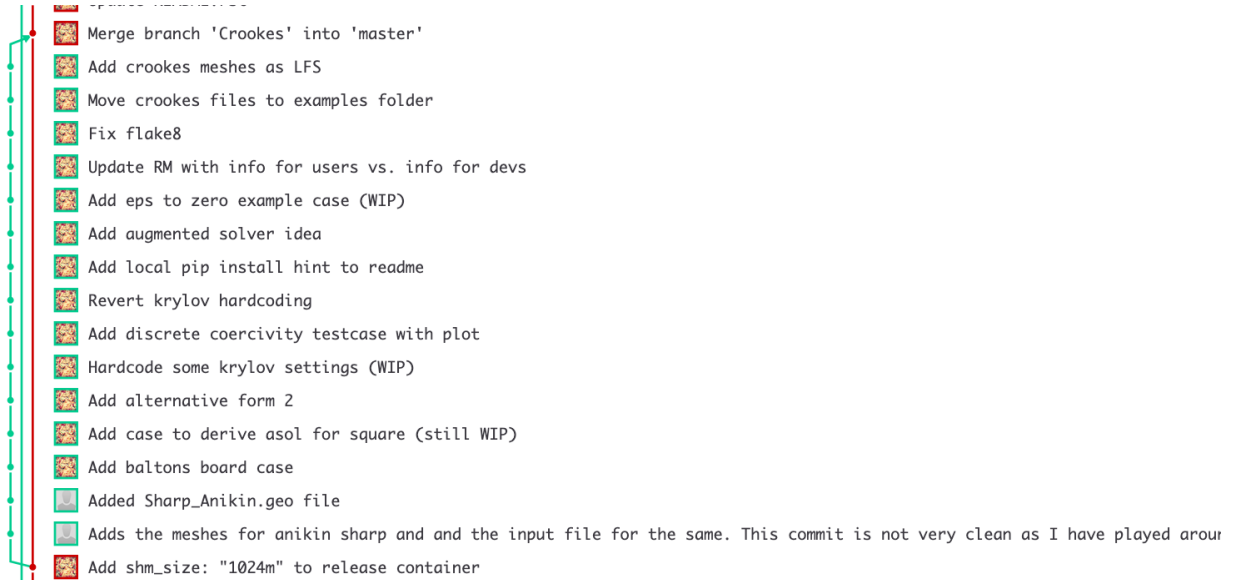 Merge branch 'Crookes' into 'master'
Add crookes meshes as LFS
Move crookes files to examples folder
Fix flake8
Update RM with info for users vs. info for devs
Add eps to zero example case (WIP)
Add augmented solver idea
Add local pip install hint to readme
Revert krylov hardcoding
Add discrete coercivity testcase with plot
Hardcode some krylov settings (WIP)
Add alternative form 2
Add case to derive asol for square (still WIP)
Add baltons board case
Added Sharp_Anikin.geo file
Adds the meshes for anikin sharp and and the input file for the same. This commit is not very clean as I have played
Add shm_size: "1024m" to release container